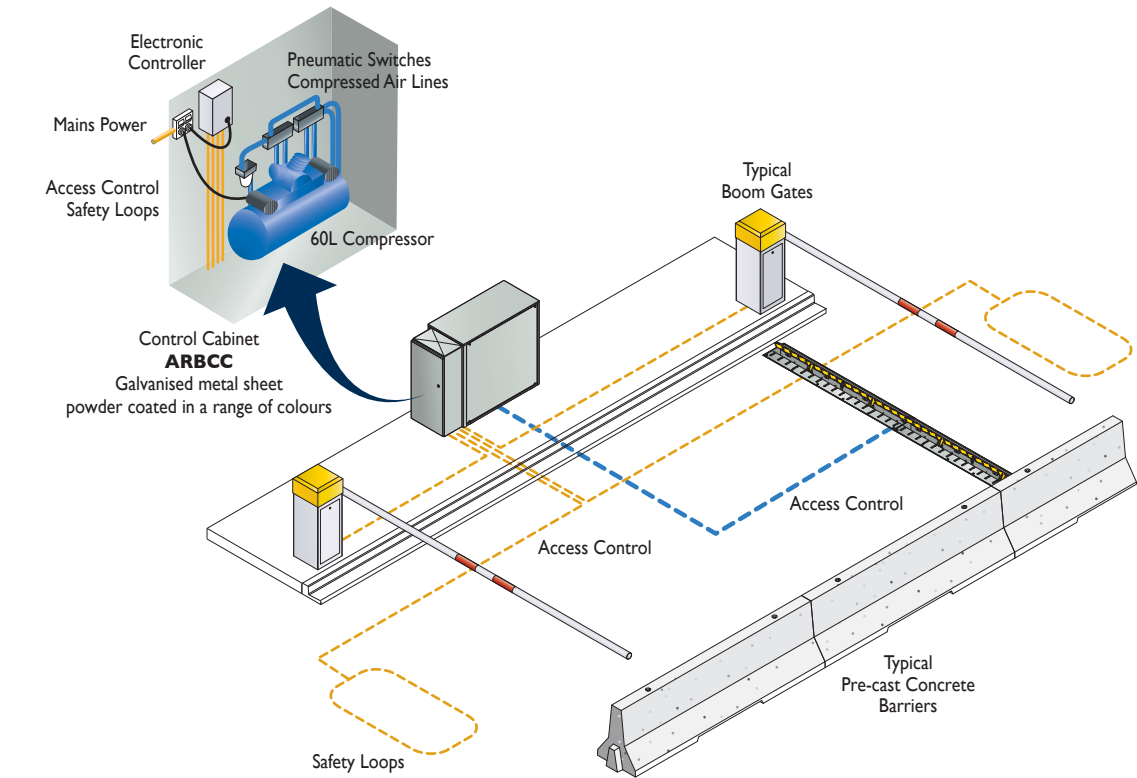 Electronic
Controller
Pneumatic Switches
Compressed Air Lines
Mains Power
Access Control
Safety Loops
60L Compressor
Typical
Boom Gates
Control Cabinet
ARBCC
Galvanised metal sheet
powder coated in a range of colours
Access Control
Access Control
Typical
Pre-cast Concrete
Barriers
Safety Loops